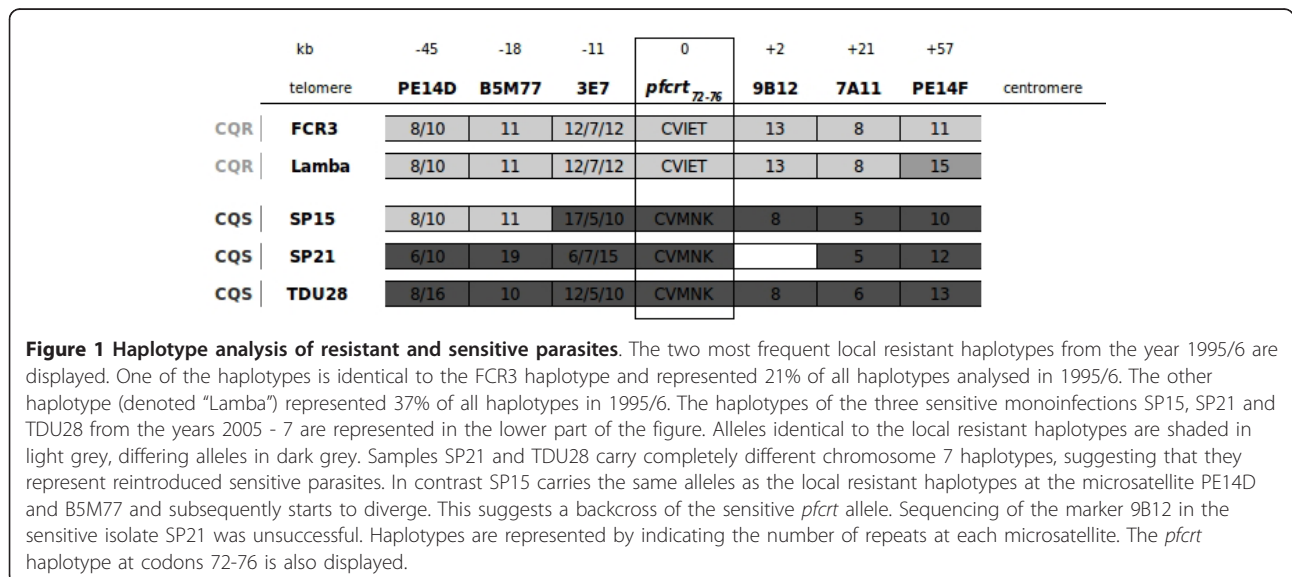 kb -45 -18 -11 0 +2 +21 +57
telomere PE14D B5M77 3E7 pfcrt 72-76 9B12 7A11 PE14F centromere
CQR FCR3 8/10 11 12/7/12 CVIET 13 8 11
CQR Lamba 8/10 11 12/7/12 CVIET 13 8 15
CQS SP15 8/10 11 17/5/10 CVMNK 8 5 10
CQS SP21 6/10 19 6/7/15 CVMNK 5 12
CQS TDU28 8/16 10 12/5/10 CVMNK 8 6 13
Figure 1 Haplotype analysis of resistant and sensitive parasites. The two most frequent local resistant haplotypes from the year 1995/6 are
displayed. One of the haplotypes is identical to the FCR3 haplotype and represented 21% of all haplotypes analysed in 1995/6. The other
haplotype (denoted "Lamba") represented 37% of all haplotypes in 1995/6. The haplotypes of the three sensitive monoinfections SP15, SP21 and
TDU28 from the years 2005 - 7 are represented in the lower part of the figure. Alleles identical to the local resistant haplotypes are shaded in
light grey, differing alleles in dark grey. Samples SP21 and TDU28 carry completely different chromosome 7 haplotypes, suggesting that they
represent reintroduced sensitive parasites. In contrast SP15 carries the same alleles as the local resistant haplotypes at the microsatellite PE14D
and B5M77 and subsequently starts to diverge. This suggests a backcross of the sensitive pfcrt allele. Sequencing of the marker 9B12 in the
sensitive isolate SP21 was unsuccessful. Haplotypes are represented by indicating the number of repeats at each microsatellite. The pfcrt
haplotype at codons 72-76 is also displayed.